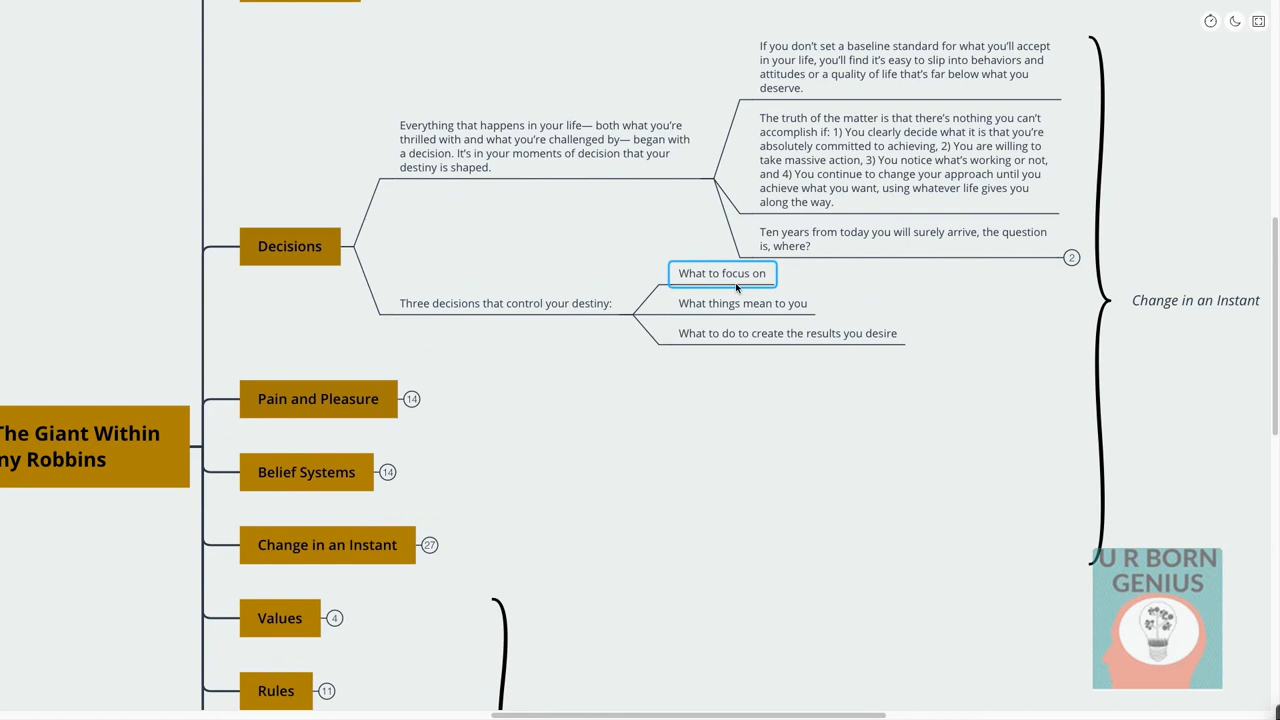 If you don't set a baseline standard for what you'll accept
in your life, you'll find it's easy to slip into behaviors and
attitudes or a quality of life that's far below what you
deserve.
Everything that happens in your life— both what you're
thrilled with and what you're challenged by— began with
a decision. It's in your moments of decision that your
destiny is shaped.
The truth of the matter is that there's nothing you can't
accomplish if: 1) You clearly decide what it is that you're
absolutely committed to achieving, 2) You are willing to
take massive action, 3) You notice what's working or not,
and 4) You continue to change your approach until you
achieve what you want, using whatever life gives you
along the way.
Ten years from today you will surely arrive, the question
is, where?
2
Decisions
Three decisions that control your destiny:
What to focus on
What things mean to you
What to do to create the results you desire
Change in an Instant
Pain and Pleasure
14
The Giant Within
ny Robbins
Belief Systems
14
Change in an Instant
27
Values
4
Rules
11
U R BORN
GENIUS